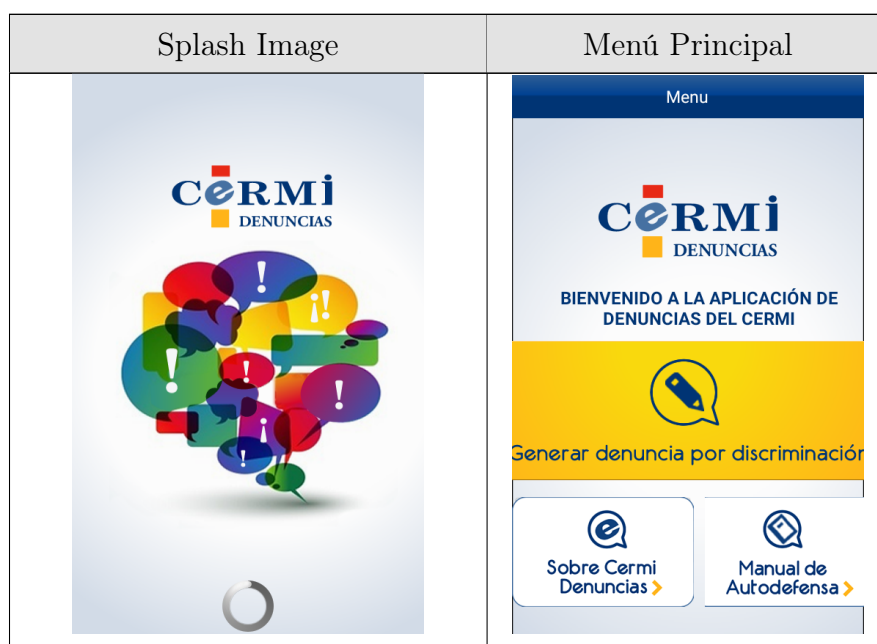 Splash Image
Menú Principal
CeRMi
DENUNCIAS
!
¡!
!
!
!
¡
!
Menu
CeRMi
DENUNCIAS
BIENVENIDO A LA APLICACIÓN DE
DENUNCIAS DEL CERMI
Generar denuncia por discriminación
e
Sobre Cermi
Denuncias >
Manual de
Autodefensa >